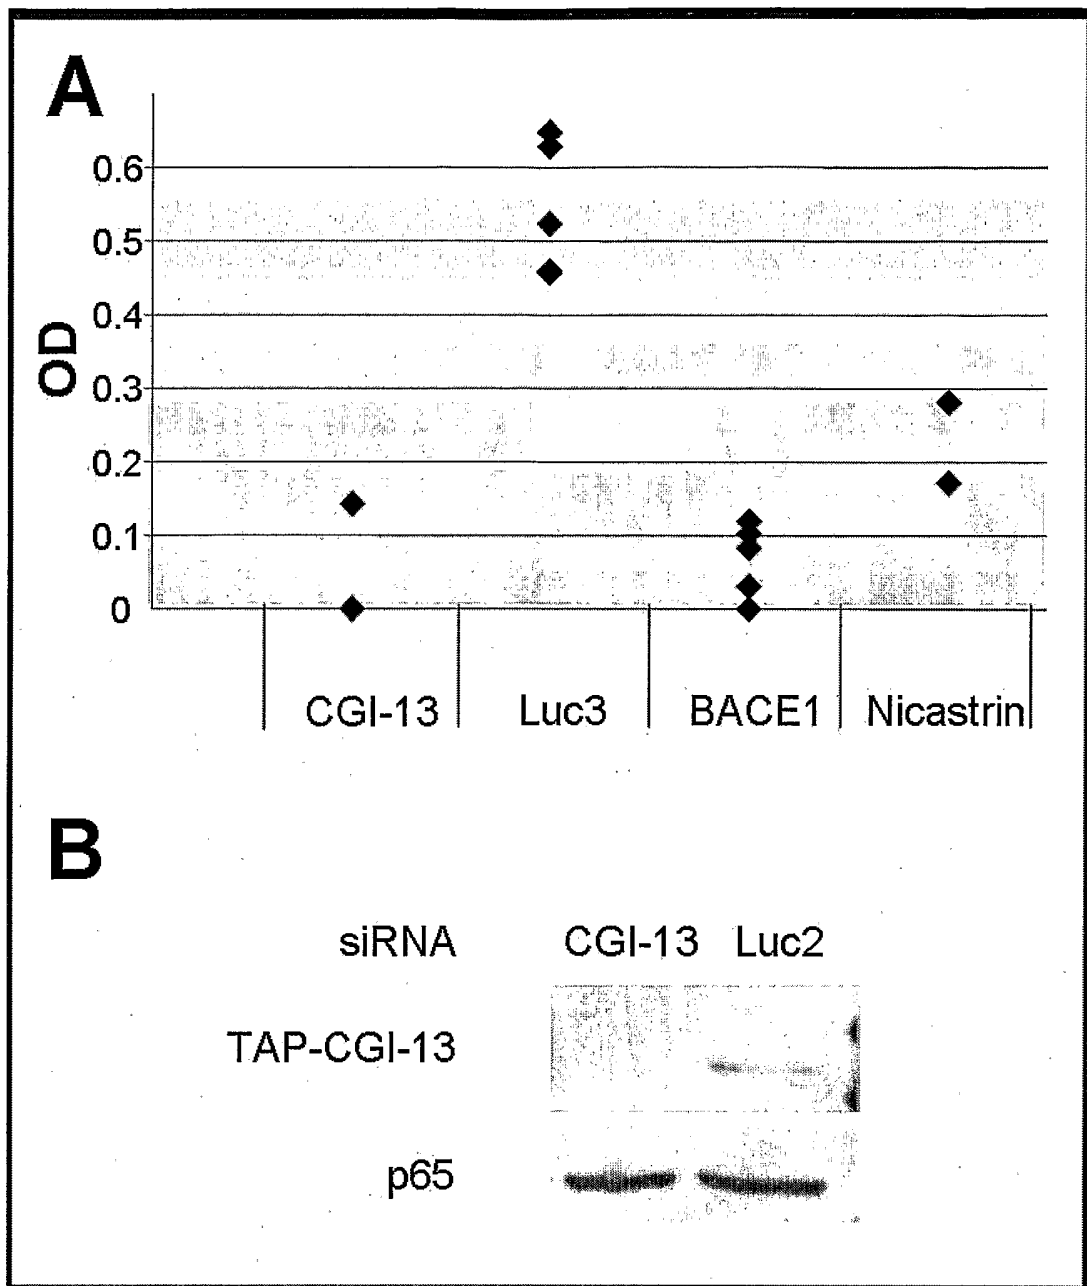 A
0.6
0.5
0.4
0.3
0.2
0.1
0
OD
CGI-13 Luc3 BACE1 Nicastrin
B
siRNA CGI-13 Luc2
TAP-CGI-13
p65